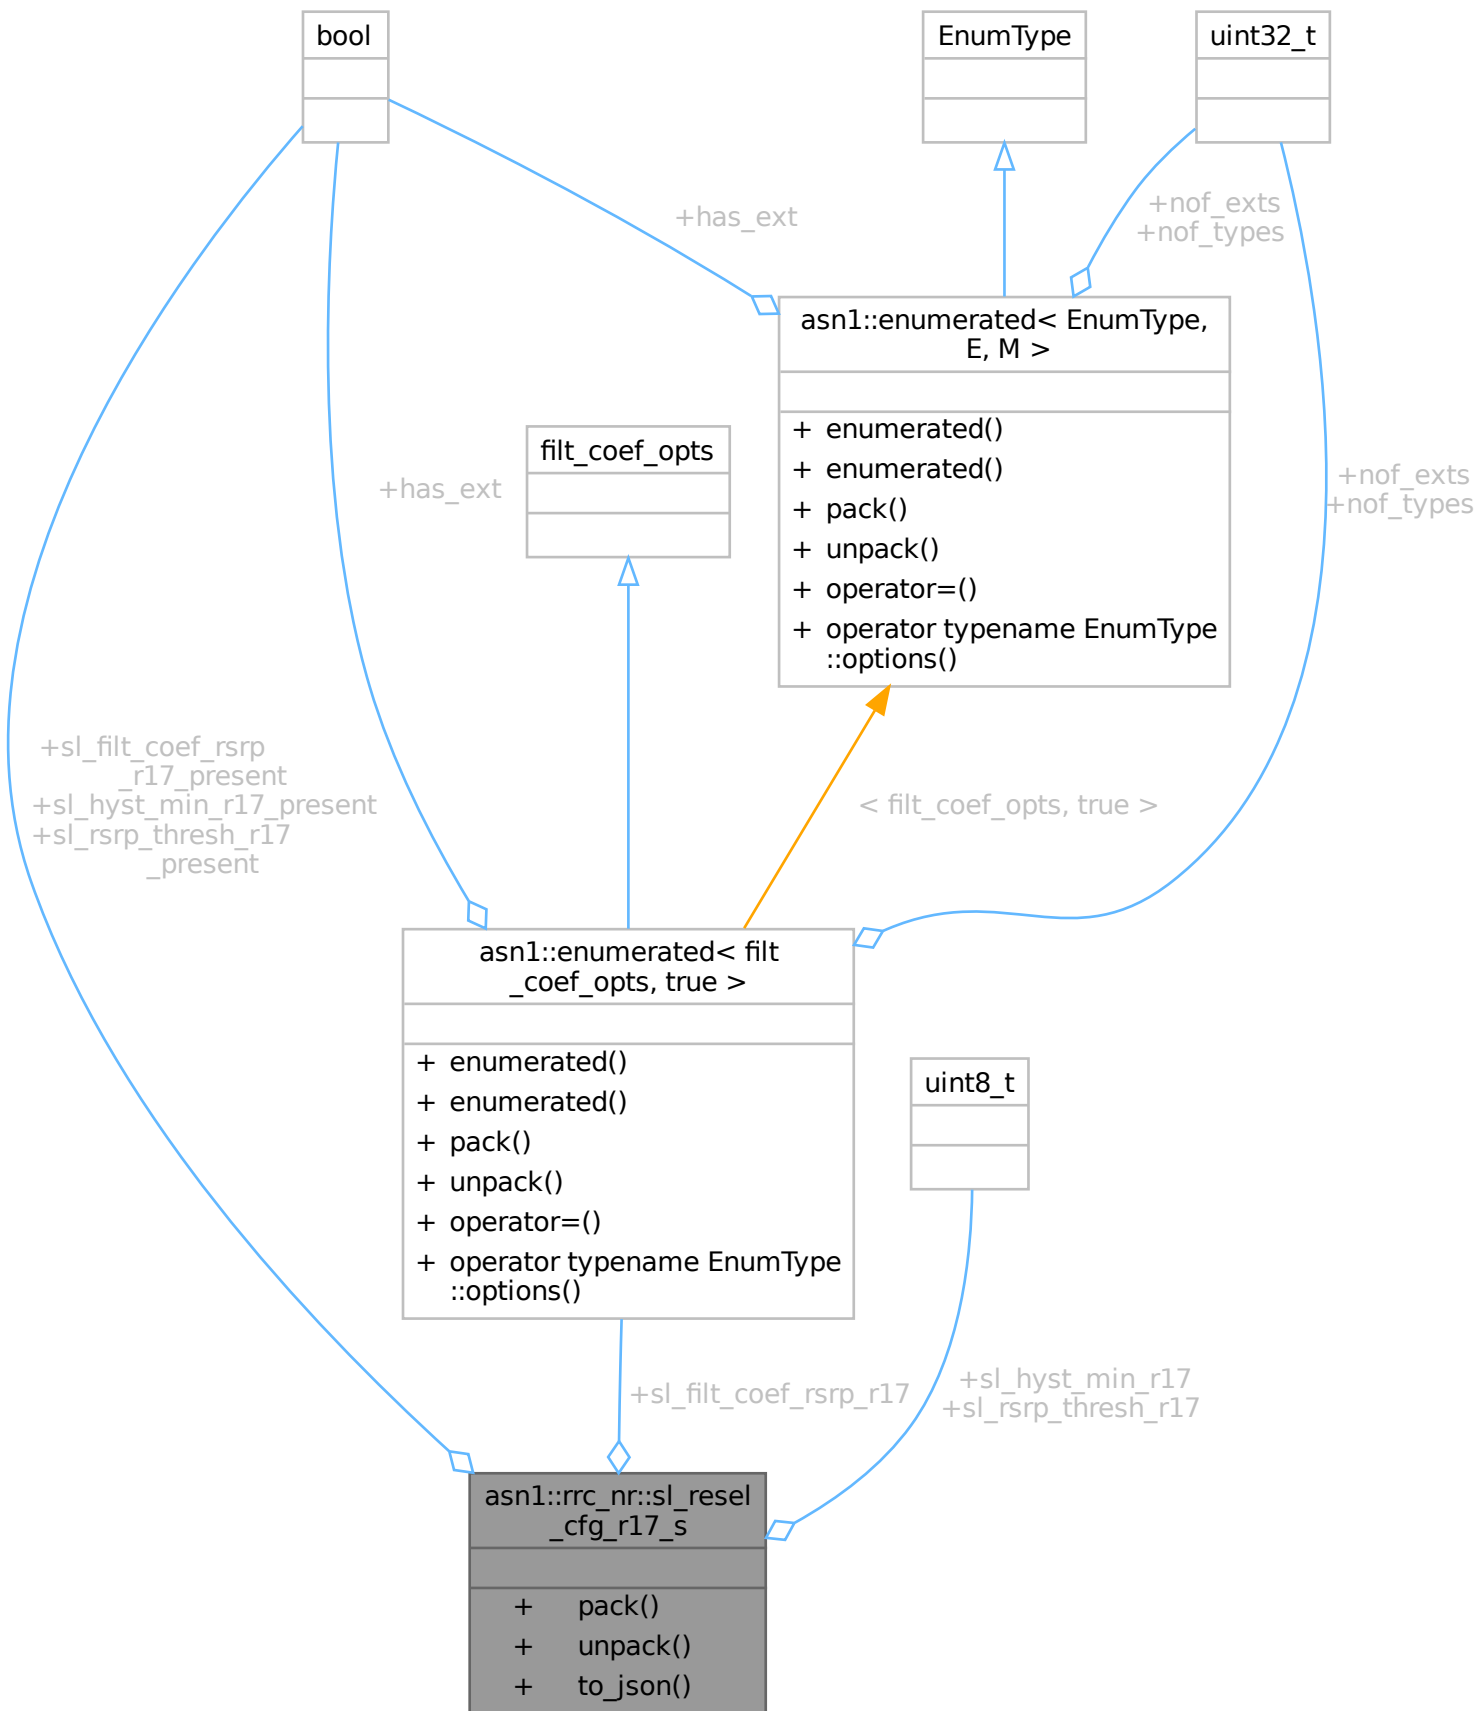 bool
EnumType
uint32_t
+has_ext
+nof_exts
+nof_types
asn1::enumerated< EnumType,
E, M >
+ enumerated()
+ enumerated()
+ pack()
+ unpack()
+ operator=()
+ operator typename EnumType
::options()
filt_coef_opts
+has_ext
+nof_exts
+nof_types
+sl_filt_coef_rsrp
_r17_present
+sl_hyst_min_r17_present
+sl_rsrp_thresh_r17
_present
< filt_coef_opts, true >
asn1::enumerated< filt
_coef_opts, true >
+ enumerated()
+ enumerated()
+ pack()
+ unpack()
+ operator=()
+ operator typename EnumType
::options()
uint8_t
+sl_filt_coef_rsrp_r17
+sl_hyst_min_r17
+sl_rsrp_thresh_r17
asn1::rrc_nr::sl_resel
_cfg_r17_s
+ pack()
+ unpack()
+ to_json()